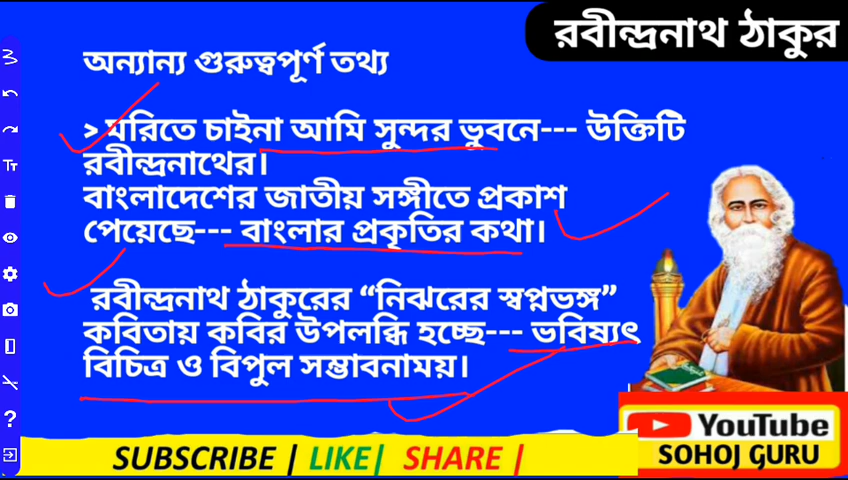 রবীন্দ্রনাথ ঠাকুর
অন্যান্য গুরুত্বপূর্ণ তথ্য
> মরিতে চাইনা আমি সুন্দর ভুবনে--- উক্তিটি
রবীন্দ্রনাথের।
বাংলাদেশের জাতীয় সঙ্গীতে প্রকাশ
পেয়েছে--- বাংলার প্রকৃতির কথা।
রবীন্দ্রনাথ ঠাকুরের “নিঝরের স্বপ্নভঙ্গ”
কবিতায় কবির উপলব্ধি হচ্ছে--- ভবিষ্যৎ
বিচিত্র ও বিপুল সম্ভাবনাময়।
YouTube
SOHOJ GURU
SUBSCRIBE | LIKE| SHARE |